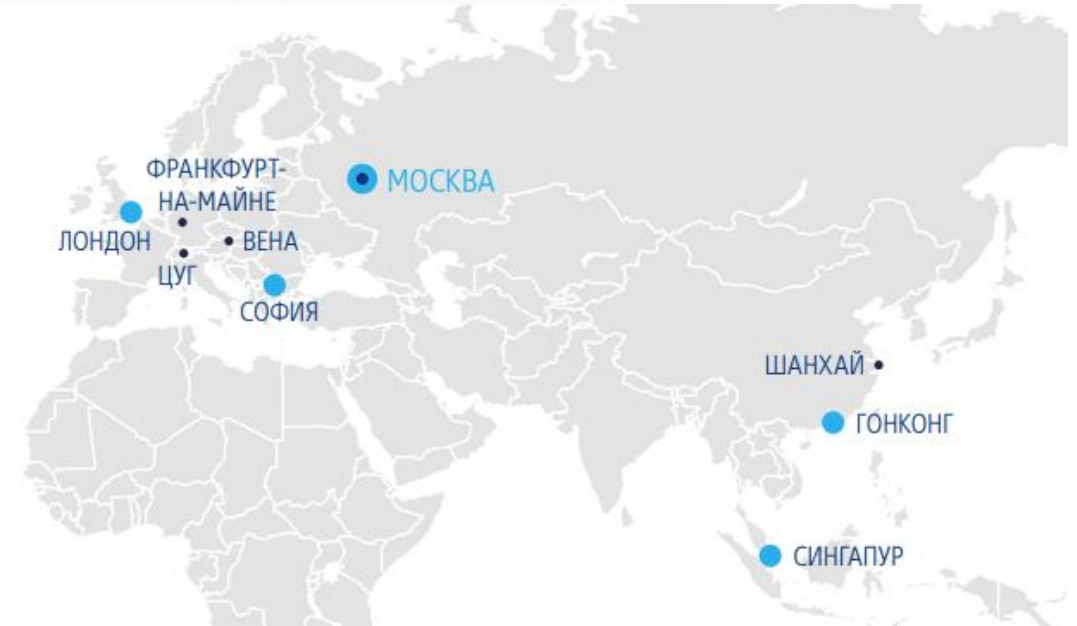 ФРАНКФУРТ-
НА-МАЙНЕ
МОСКВА
ЛОНДОН
ВЕНА
ЦУГ
СОФИЯ
ШАНХАЙ
ГОНКОНГ
СИНГАПУР